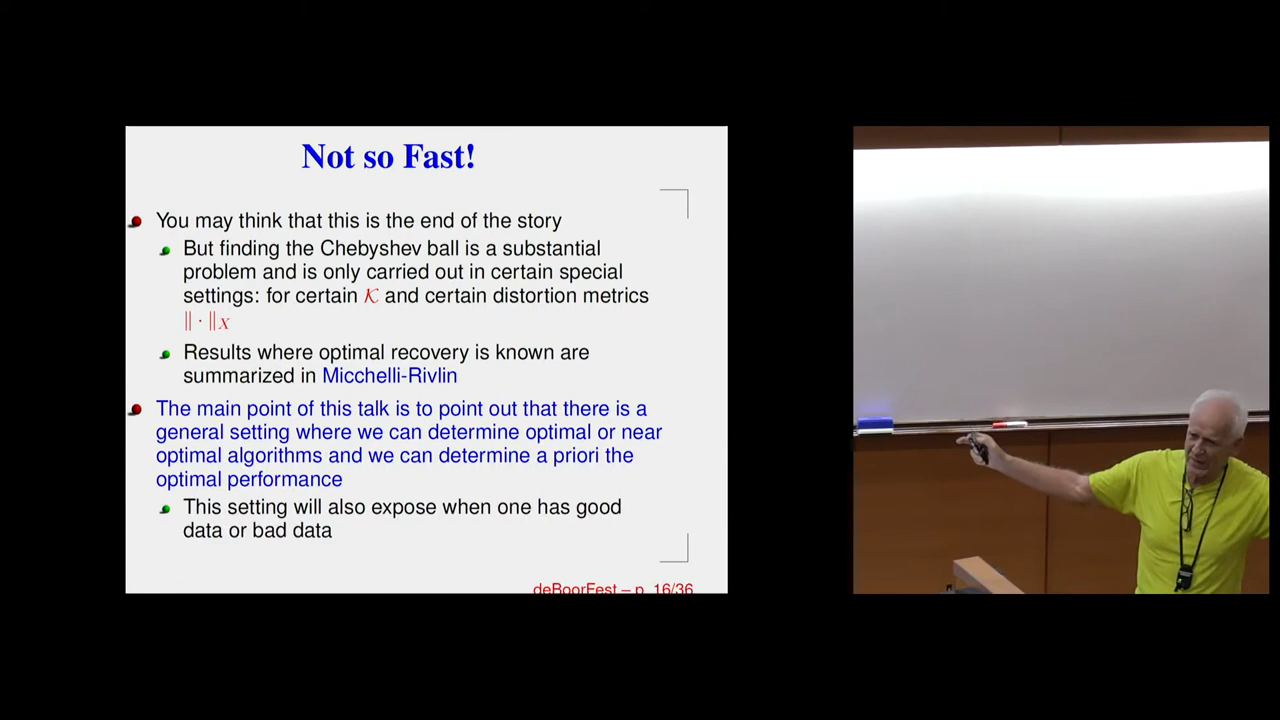 Not so Fast!
You may think that this is the end of the story
But finding the Chebyshev ball is a substantial
problem and is only carried out in certain special
settings: for certain 𝒦 and certain distortion metrics
‖ · ‖X
Results where optimal recovery is known are
summarized in Micchelli-Rivlin
The main point of this talk is to point out that there is a
general setting where we can determine optimal or near
optimal algorithms and we can determine a priori the
optimal performance
This setting will also expose when one has good
data or bad data
deBoorFest – p. 16/36